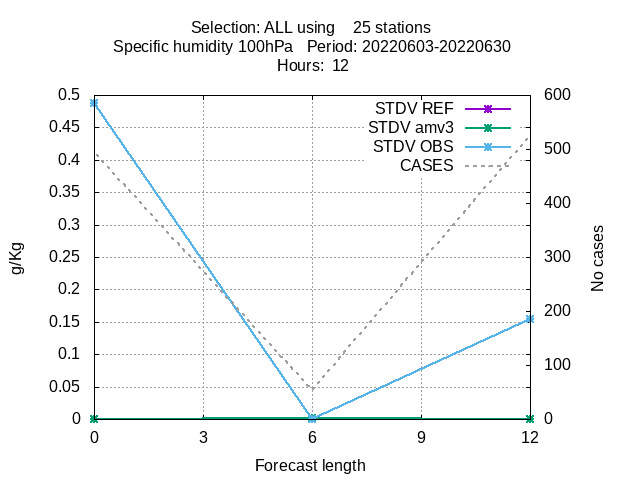 Selection: ALL using    25 stations
Specific humidity 100hPa   Period: 20220603-20220630
Hours:  12
STDV REF
STDV amv3
STDV OBS
CASES
0.5
0.45
0.4
0.35
0.3
0.25
0.2
0.15
0.1
0.05
0
g/Kg
600
500
400
300
200
100
0
No cases
0 3 6 9 12
Forecast length